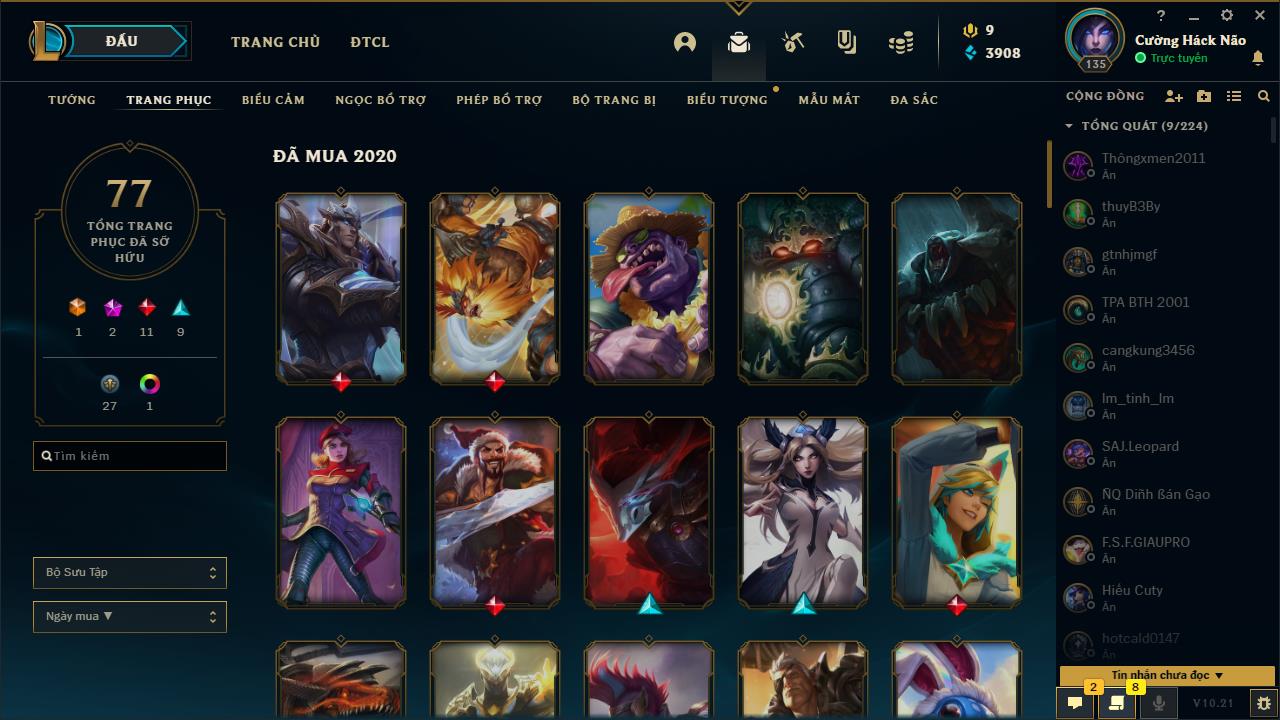 ĐẤU
TRANG CHỦ
ĐTCL
9
3908
?
Cường Háck Não
Trực tuyến
135
TƯỚNG
TRANG PHỤC
BIỂU CẢM
NGỌC BỔ TRỢ
PHÉP BỔ TRỢ
BỘ TRANG BỊ
BIỂU TƯỢNG
MẪU MẮT
ĐA SẮC
CỘNG ĐỒNG
TỔNG QUÁT (9/224)
77
TỔNG TRANG
PHỤC ĐÃ SỞ
HỮU
1
2
11
9
27
1
Tìm kiếm
Bộ Sưu Tập
Ngày mua ▼
ĐÃ MUA 2020
Thôngxmen2011
Ẩn
thuyB3By
Ẩn
gtnhjmgf
Ẩn
TPA BTH 2001
Ẩn
cangkung3456
Ẩn
lm_tinh_lm
Ẩn
SAJ.Leopard
Ẩn
ÑQ Diñh ßán Gạo
Ẩn
F.S.F.GIAUPRO
Ẩn
Hiếu Cuty
Ẩn
hotcald0147
Ẩn
Tin nhắn chưa đọc ▼
2
8
V10.21